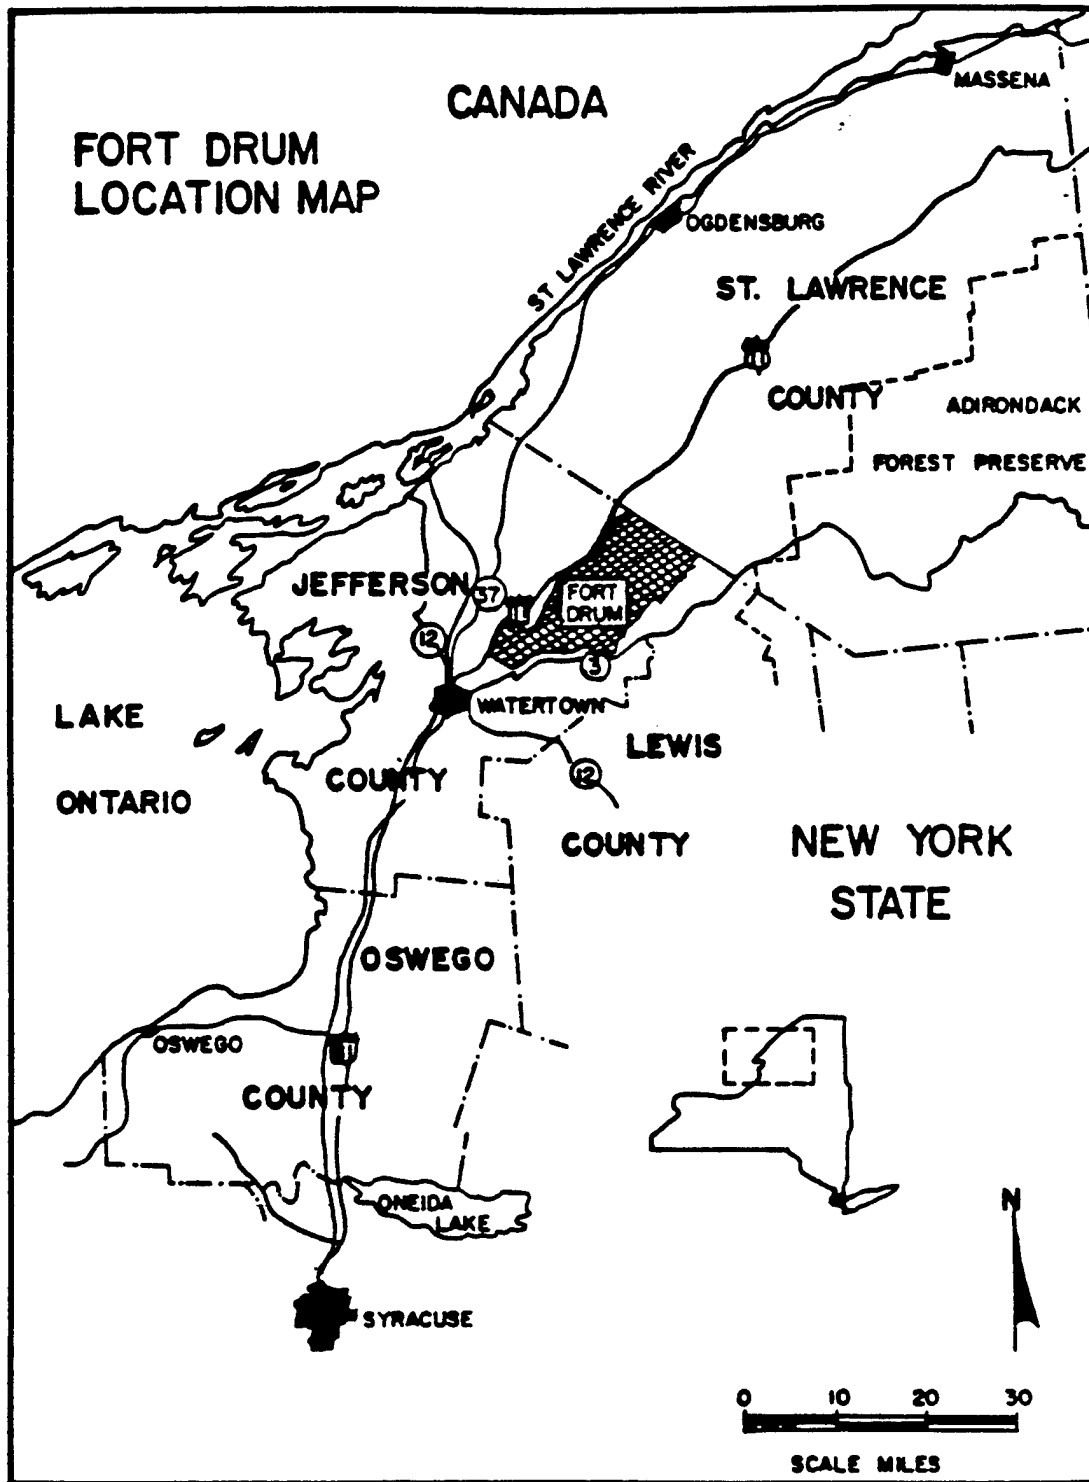 CANADA
FORT DRUM
LOCATION MAP
MASSENA
ST LAWRENCE RIVER
OGDENSBURG
ST. LAWRENCE
11
COUNTY
ADIRONDACK
FOREST PRESERVE
JEFFERSON
37
11
FORT
DRUM
12
3
WATERTOWN
LAKE
ONTARIO
LEWIS
COUNTY
12
COUNTY
NEW YORK
STATE
OSWEGO
OSWEGO
11
COUNTY
ONEIDA
LAKE
N
SYRACUSE
0 10 20 30
SCALE MILES